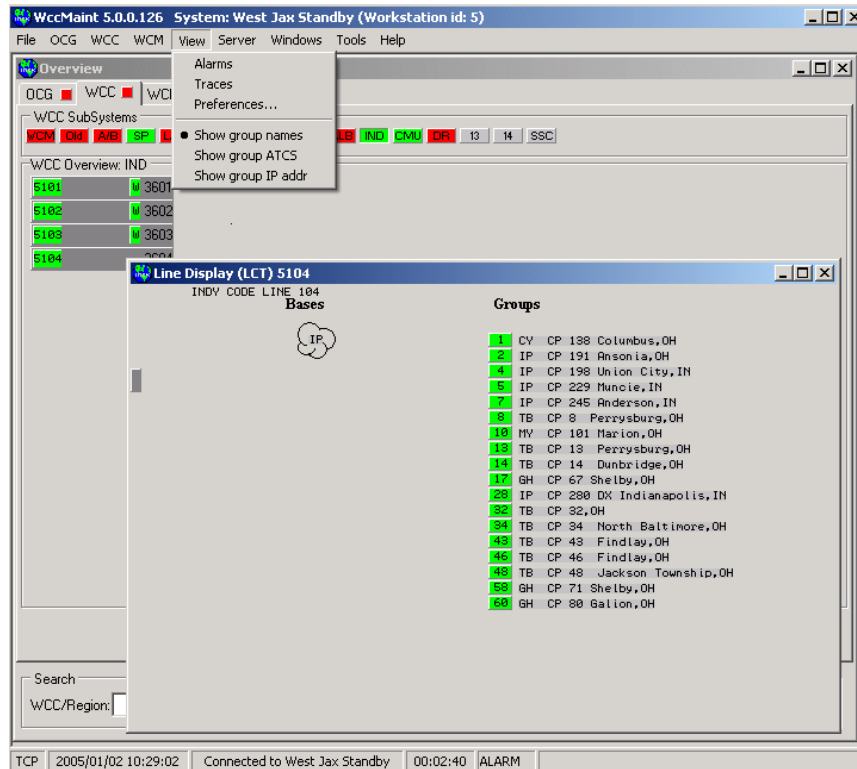 WccMaint 5.0.0.126 System: West Jax Standby (Workstation id: 5)
File OCG WCC WCM View Server Windows Tools Help
Overview
Alarms
Traces
Preferences...
Show group names
Show group ATCS
Show group IP addr
OCG WCC
WCC SubSystems
VCM Old A/B SP IND CMU DR 13 14 SSC
WCC Overview: IND
5101 W 3601
5102 W 3602
5103 W 3603
5104
Line Display (LCT) 5104
INDY CODE LINE 104
Bases Groups
IP
1 CY CP 138 Columbus,OH
2 IP CP 191 Ansonia,OH
4 IP CP 198 Union City,IN
5 IP CP 229 Muncie,IN
7 IP CP 245 Anderson,IN
8 TB CP 8 Perrysburg,OH
10 MY CP 101 Marion,OH
13 TB CP 13 Perrysburg,OH
14 TB CP 14 Dunbridge,OH
17 GH CP 67 Shelby,OH
28 IP CP 280 DX Indianapolis,IN
32 TB CP 32,OH
34 TB CP 34 North Baltimore,OH
43 TB CP 43 Findlay,OH
46 TB CP 46 Findlay,OH
48 TB CP 48 Jackson Township,OH
58 GH CP 71 Shelby,OH
60 GH CP 80 Galion,OH
Search
WCC/Region:
TCP 2005/01/02 10:29:02 Connected to West Jax Standby 00:02:40 ALARM